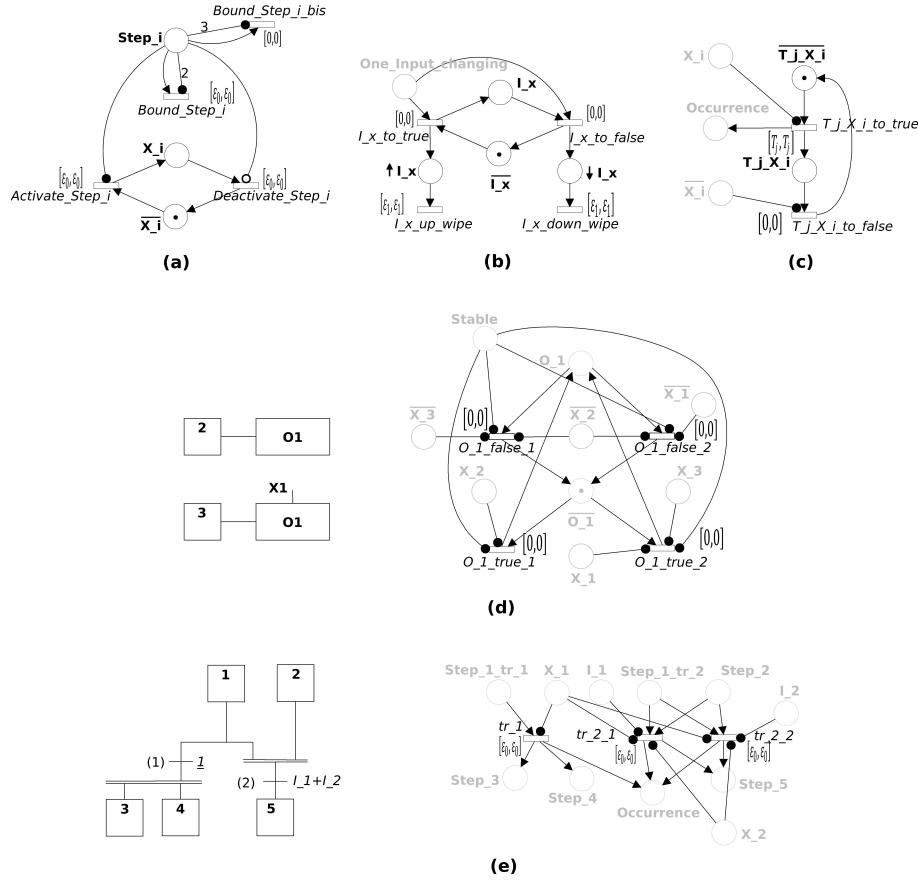 Bound_Step_i_bis
Step_i
3
[0,0]
2
[ε₀,ε₀]
Bound_Step_i
X_i
[ε₀,ε₀]
[ε₀,ε₀]
Activate_Step_i
Deactivate_Step_i
X_i
(a)
One_Input_changing
I_x
[0,0]
[0,0]
I_x_to_true
I_x_to_false
↑ I_x
I_x
↓ I_x
[ε₁,ε₁]
[ε₁,ε₁]
I_x_up_wipe
I_x_down_wipe
(b)
X_i
T_j_X_i
Occurrence
T_j_X_i_to_true
[Tⱼ,Tⱼ]
T_j_X_i
X_i
[0,0]
T_j_X_i_to_false
(c)
2
O1
X1
3
O1
Stable
O_1
X_3
[0,0]
X_2
X_1
[0,0]
O_1_false_1
O_1_false_2
X_2
X_3
O_1
[0,0]
[0,0]
O_1_true_1
O_1_true_2
X_1
(d)
1
2
(1)
1
(2)
I_1+I_2
3
4
5
Step_1_tr_1
X_1
I_1
Step_1_tr_2
Step_2
I_2
tr_1
tr_2_1
tr_2_2
[ε₀,ε₀]
[ε₀,ε₀]
[ε₀,ε₀]
Step_3
Step_4
Step_5
Occurrence
X_2
(e)